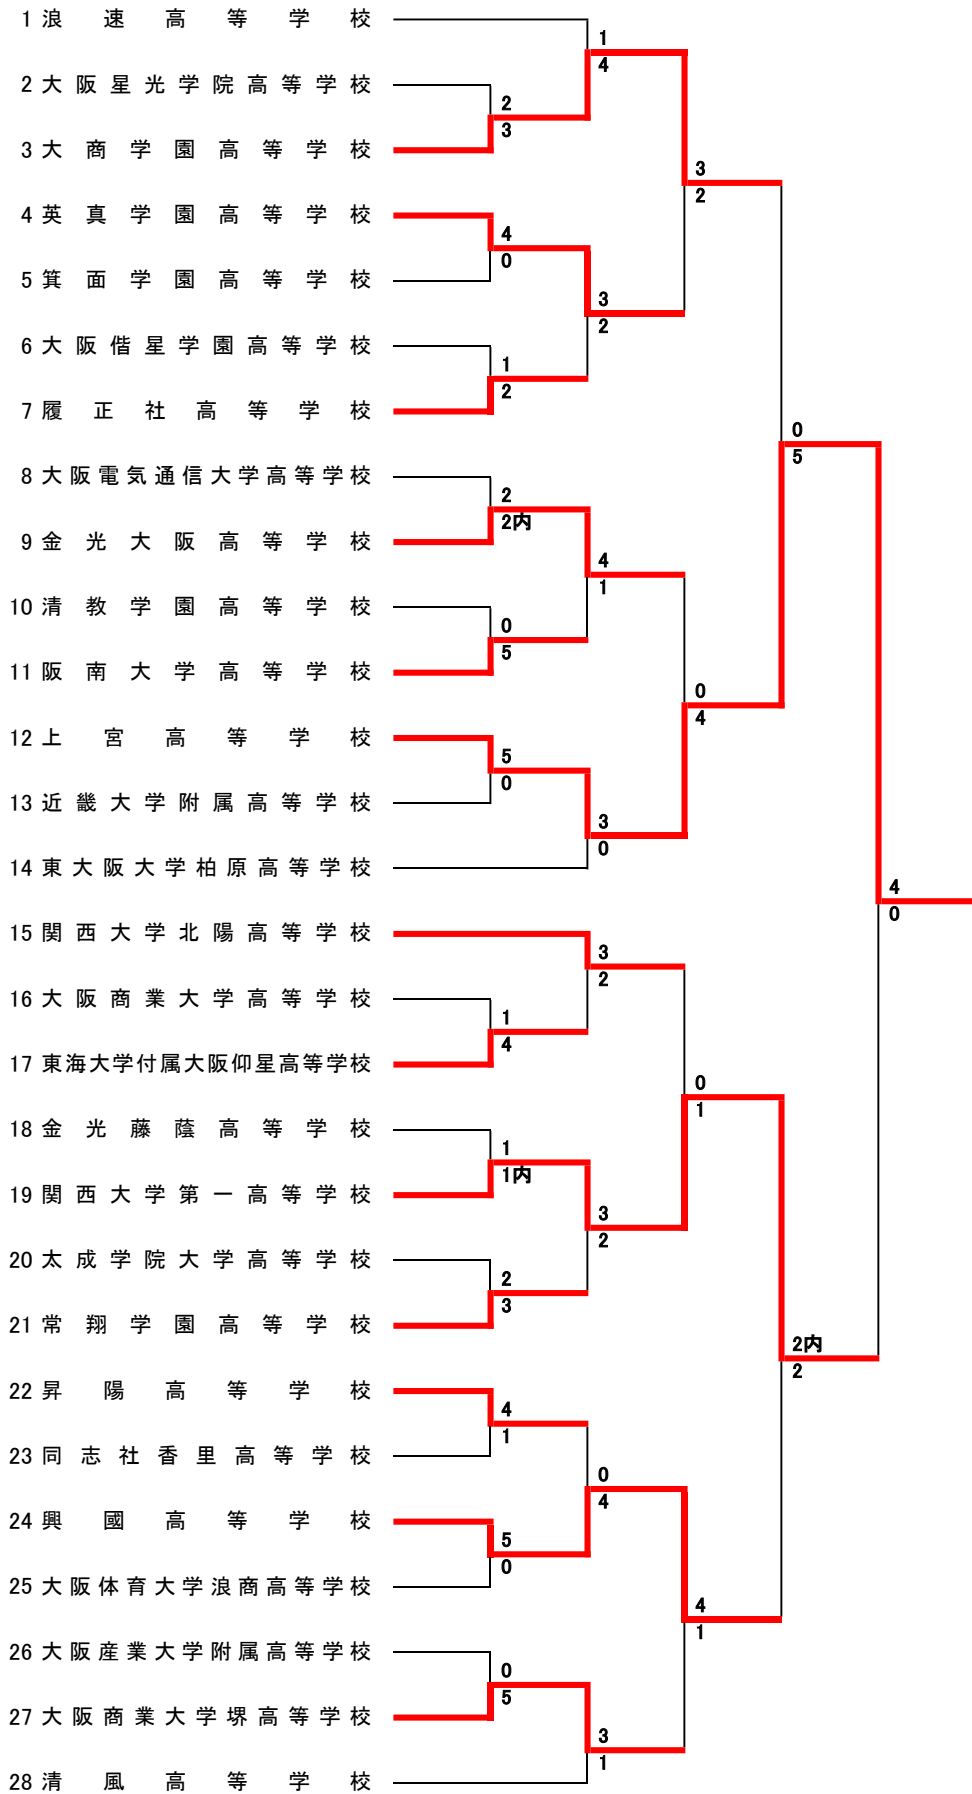 1 浪速高等学校
1
4
2 大阪星光学院高等学校
2
3
3 大商学園高等学校
3
2
4 英真学園高等学校
4
0
5 箕面学園高等学校
3
2
6 大阪偕星学園高等学校
1
2
7 履正社高等学校
0
5
8 大阪電気通信大学高等学校
2
2内
9 金光大阪高等学校
4
1
10 清教学園高等学校
0
5
11 阪南大学高等学校
0
4
12 上宮高等学校
5
0
13 近畿大学附属高等学校
3
0
14 東大阪大学柏原高等学校
4
0
15 関西大学北陽高等学校
3
2
16 大阪商業大学高等学校
1
4
17 東海大学付属大阪仰星高等学校
0
1
18 金光藤蔭高等学校
1
1内
19 関西大学第一高等学校
3
2
20 太成学院大学高等学校
2
3
21 常翔学園高等学校
2内
2
22 昇陽高等学校
4
1
23 同志社香里高等学校
0
4
24 興國高等学校
5
0
25 大阪体育大学浪商高等学校
4
1
26 大阪産業大学附属高等学校
0
5
27 大阪商業大学堺高等学校
3
1
28 清風高等学校